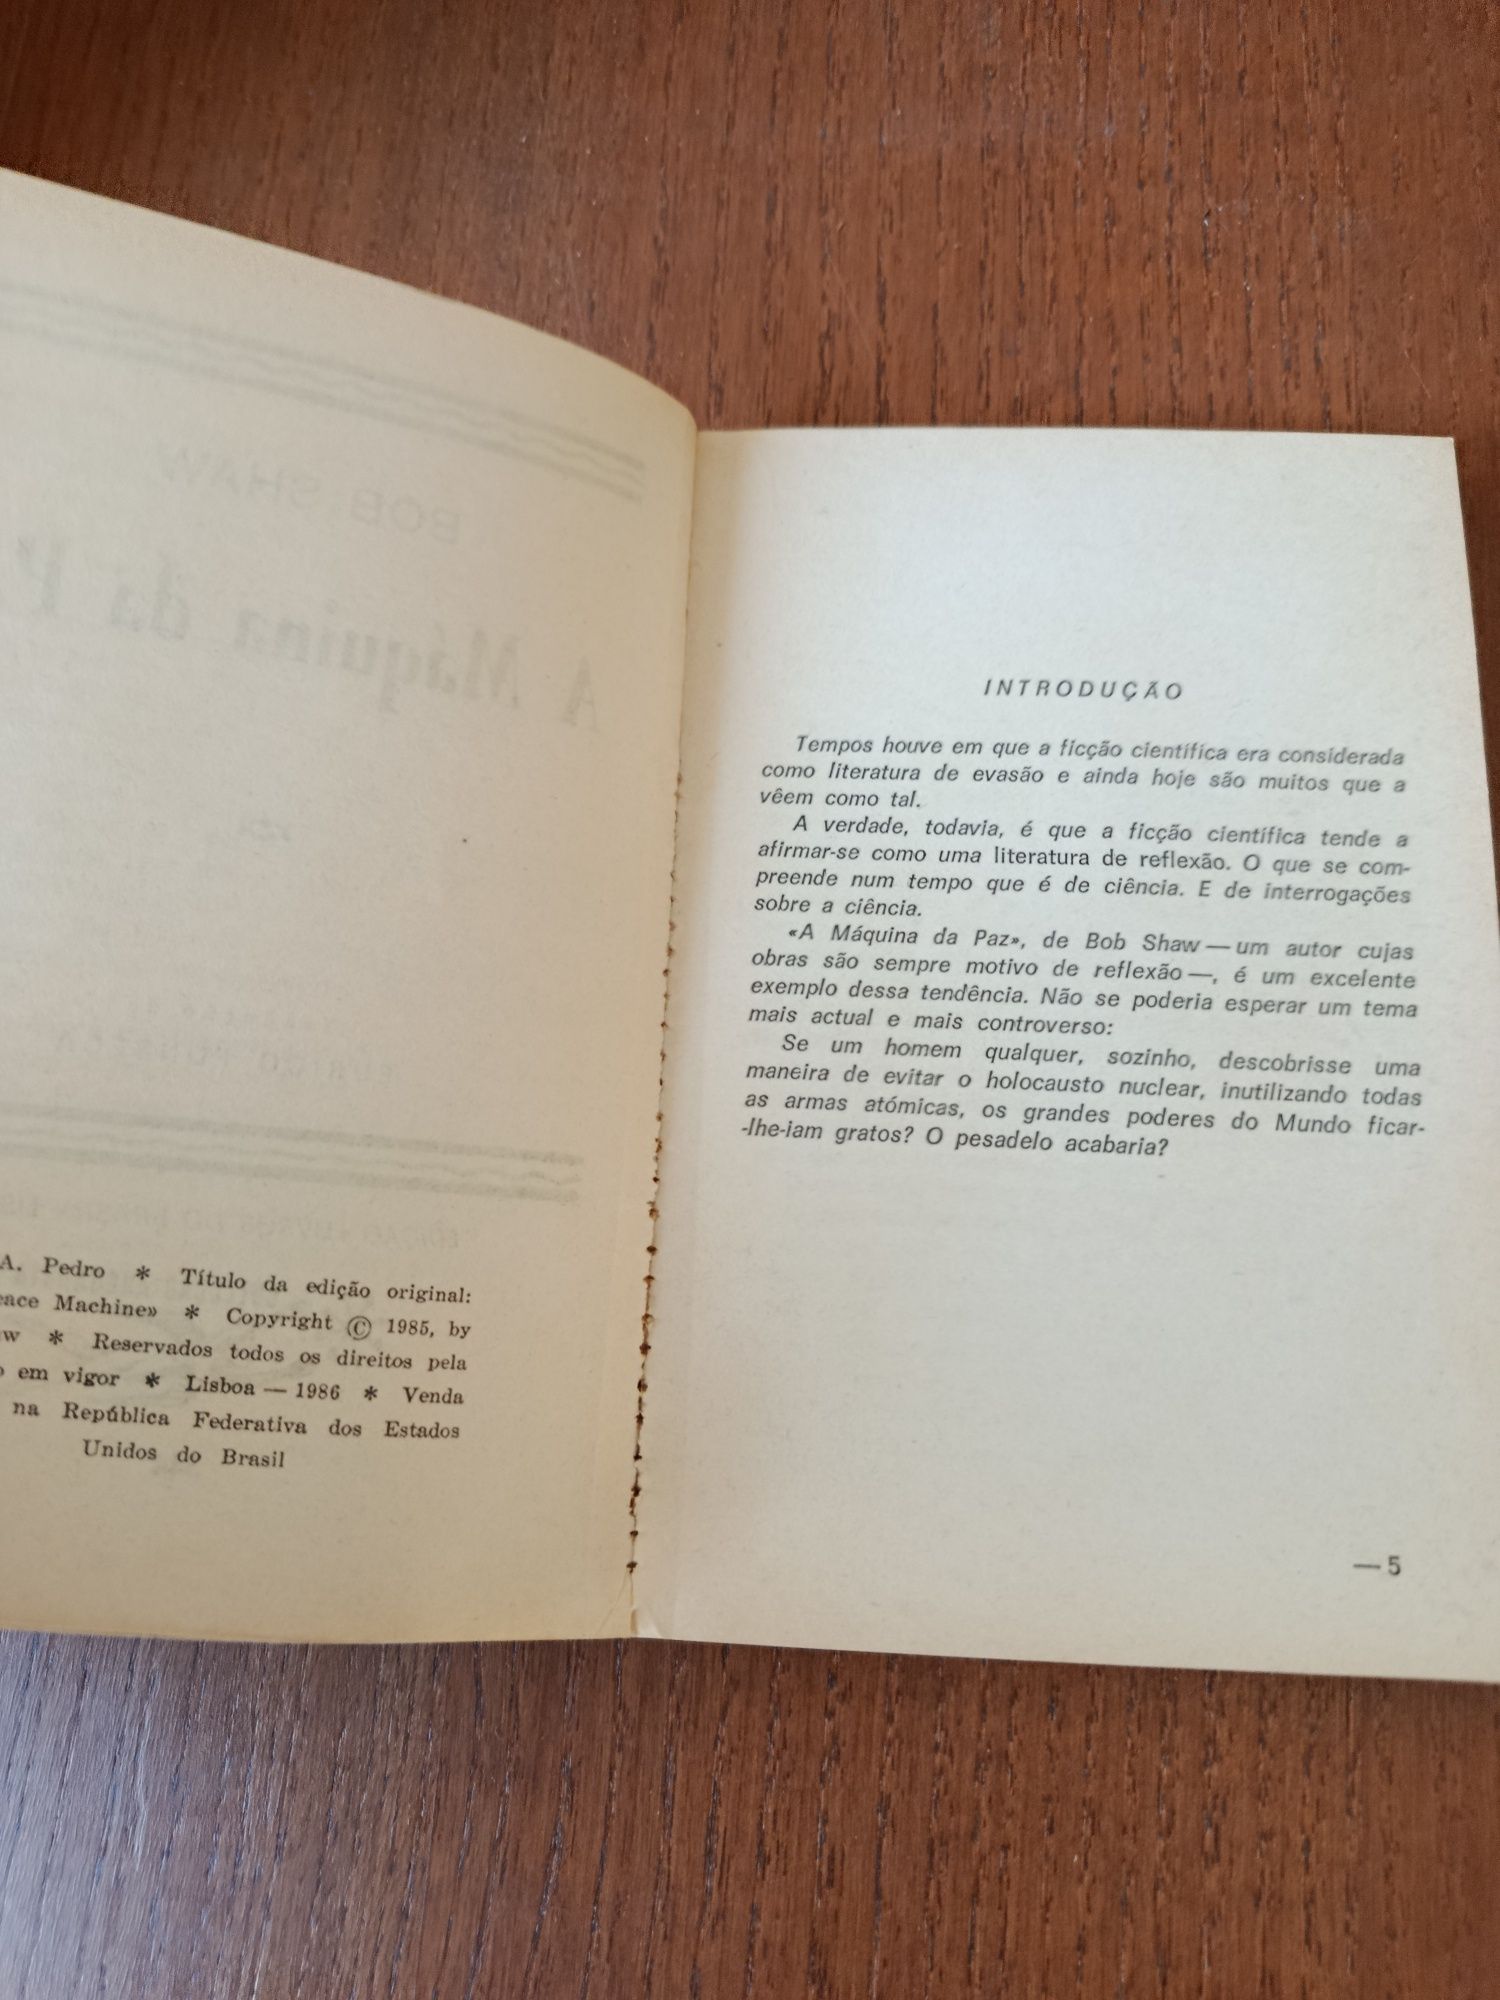 BOB SHAW
A Máquina da P
A. Pedro * Título da edição original:
eace Machine» * Copyright © 1985, by
w * Reservados todos os direitos pela
o em vigor * Lisboa — 1986 * Venda
na República Federativa dos Estados
Unidos do Brasil
INTRODUÇÃO
Tempos houve em que a ficção científica era considerada
como literatura de evasão e ainda hoje são muitos que a
vêem como tal.
A verdade, todavia, é que a ficção científica tende a
afirmar-se como uma literatura de reflexão. O que se com-
preende num tempo que é de ciência. E de interrogações
sobre a ciência.
«A Máquina da Paz», de Bob Shaw — um autor cujas
obras são sempre motivo de reflexão —, é um excelente
exemplo dessa tendência. Não se poderia esperar um tema
mais actual e mais controverso:
Se um homem qualquer, sozinho, descobrisse uma
maneira de evitar o holocausto nuclear, inutilizando todas
as armas atómicas, os grandes poderes do Mundo ficar-
-lhe-iam gratos? O pesadelo acabaria?
— 5